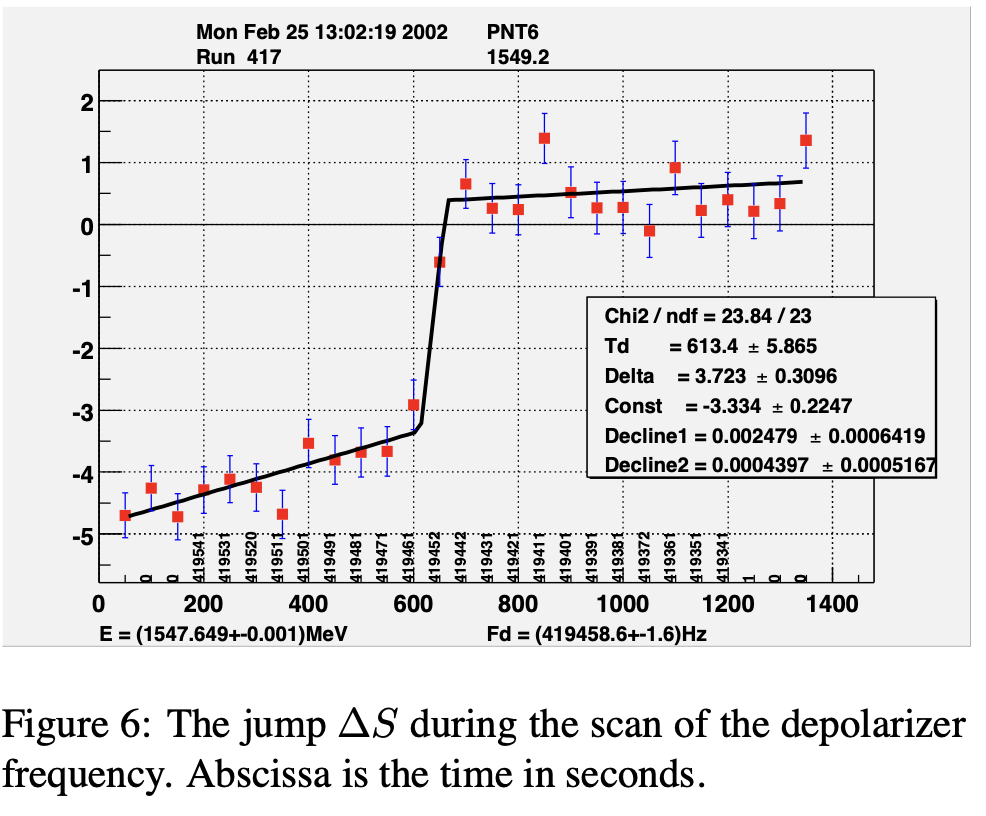 Mon Feb 25 13:02:19 2002 PNT6
Run 417 1549.2
2
1
0
-1
-2
-3
-4
-5
Chi2 / ndf = 23.84 / 23
Td = 613.4 ± 5.865
Delta = 3.723 ± 0.3096
Const = -3.334 ± 0.2247
Decline1 = 0.002479 ± 0.0006419
Decline2 = 0.0004397 ± 0.0005167
0
0
419541
419531
419520
419511
419501
419491
419481
419471
419461
419452
419442
419431
419421
419411
419401
419391
419381
419372
419361
419351
419341
1
0
0
0 200 400 600 800 1000 1200 1400
E = (1547.649+-0.001)MeV Fd = (419458.6+-1.6)Hz
Figure 6: The jump ΔS during the scan of the depolarizer
frequency. Abscissa is the time in seconds.